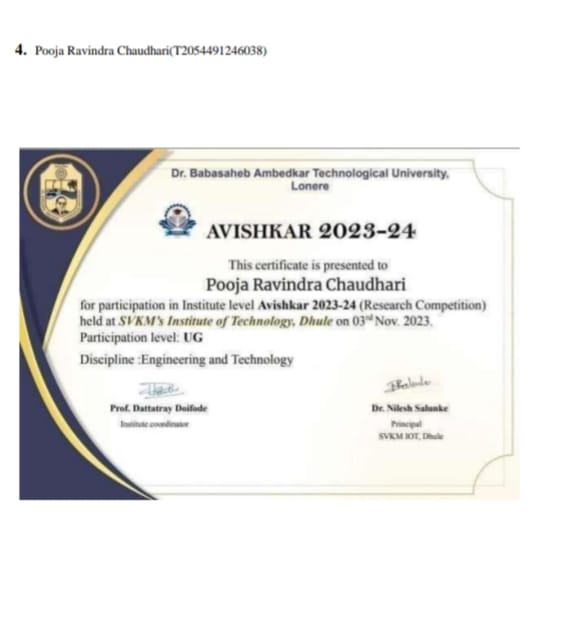 4. Pooja Ravindra Chaudhari(T2054491246038)
Dr. Babasaheb Ambedkar Technological University,
Lonere
AVISHKAR 2023-24
This certificate is presented to
Pooja Ravindra Chaudhari
for participation in Institute level Avishkar 2023-24 (Research Competition)
held at SVKM's Institute of Technology, Dhule on 03rd Nov. 2023.
Participation level: UG
Discipline :Engineering and Technology
Prof. Dattatray Doifode
Dr. Nilesh Salunke
Institute coordinator
Principal
SVKM IOT, Dhule